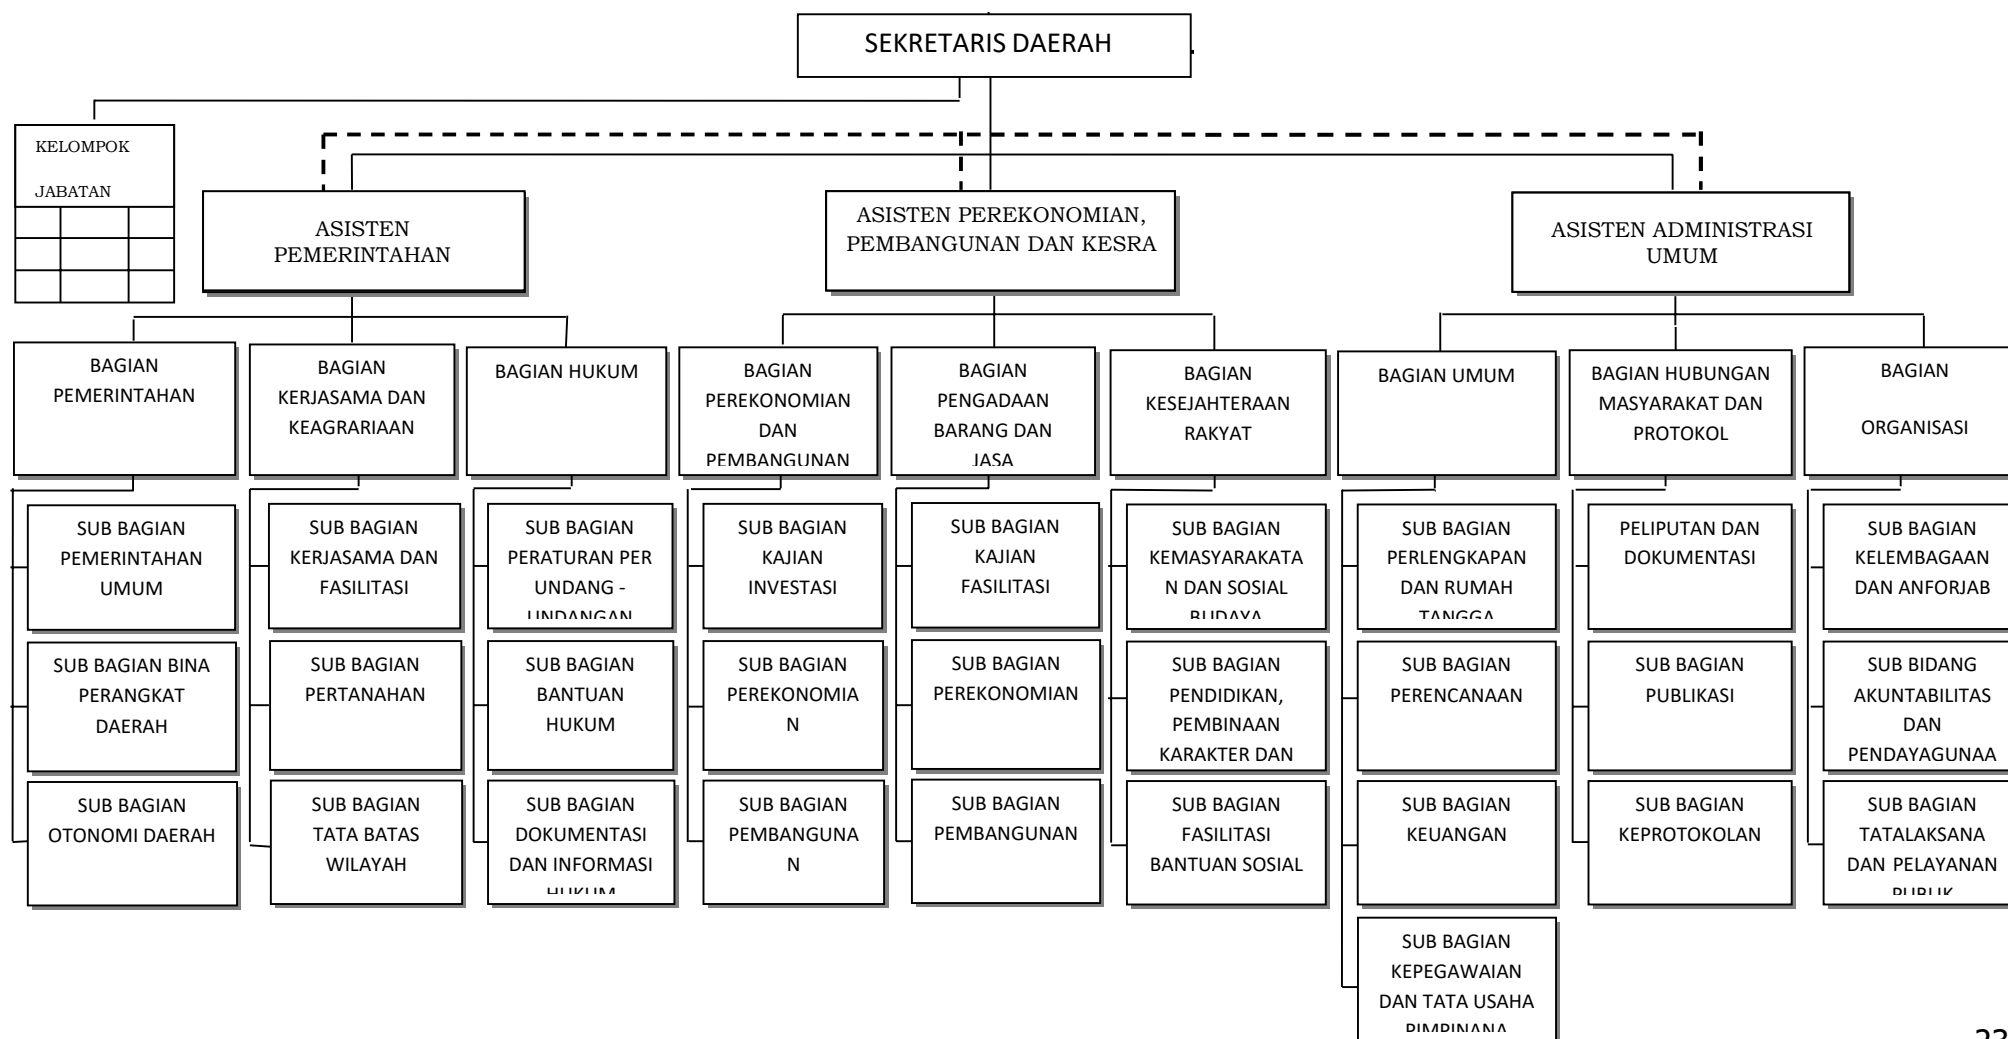 SEKRETARIS DAERAH
KELOMPOK
JABATAN
ASISTEN
PEMERINTAHAN
ASISTEN PEREKONOMIAN,
PEMBANGUNAN DAN KESRA
ASISTEN ADMINISTRASI
UMUM
BAGIAN
PEMERINTAHAN
BAGIAN
KERJASAMA DAN
KEAGRARIAAN
BAGIAN HUKUM
BAGIAN
PEREKONOMIAN
DAN
PEMBANGUNAN
BAGIAN
PENGADAAN
BARANG DAN
JASA
BAGIAN
KESEJAHTERAAN
RAKYAT
BAGIAN UMUM
BAGIAN HUBUNGAN
MASYARAKAT DAN
PROTOKOL
BAGIAN
ORGANISASI
SUB BAGIAN
PEMERINTAHAN
UMUM
SUB BAGIAN
KERJASAMA DAN
FASILITASI
SUB BAGIAN
PERATURAN PER
UNDANG -
UNDANGAN
SUB BAGIAN
KAJIAN
INVESTASI
SUB BAGIAN
KAJIAN
FASILITASI
SUB BAGIAN
KEMASYARAKATA
N DAN SOSIAL
BUDAYA
SUB BAGIAN
PERLENGKAPAN
DAN RUMAH
TANGGA
PELIPUTAN DAN
DOKUMENTASI
SUB BAGIAN
KELEMBAGAAN
DAN ANFORJAB
SUB BAGIAN BINA
PERANGKAT
DAERAH
SUB BAGIAN
PERTANAHAN
SUB BAGIAN
BANTUAN
HUKUM
SUB BAGIAN
PEREKONOMIA
N
SUB BAGIAN
PEREKONOMIAN
SUB BAGIAN
PENDIDIKAN,
PEMBINAAN
KARAKTER DAN
SUB BAGIAN
PERENCANAAN
SUB BAGIAN
PUBLIKASI
SUB BIDANG
AKUNTABILITAS
DAN
PENDAYAGUNAA
SUB BAGIAN
OTONOMI DAERAH
SUB BAGIAN
TATA BATAS
WILAYAH
SUB BAGIAN
DOKUMENTASI
DAN INFORMASI
HUKUM
SUB BAGIAN
PEMBANGUNA
N
SUB BAGIAN
PEMBANGUNAN
SUB BAGIAN
FASILITASI
BANTUAN SOSIAL
SUB BAGIAN
KEUANGAN
SUB BAGIAN
KEPROTOKOLAN
SUB BAGIAN
TATALAKSANA
DAN PELAYANAN
PUBLIK
SUB BAGIAN
KEPEGAWAIAN
DAN TATA USAHA
PIMPINANA